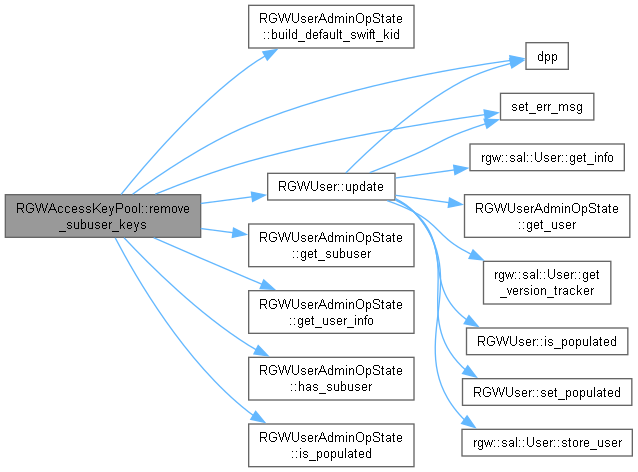 RGWAccessKeyPool::remove
_subuser_keys
RGWUserAdminOpState
::build_default_swift_kid
dpp
set_err_msg
RGWUser::update
rgw::sal::User::get_info
RGWUserAdminOpState
::get_user
rgw::sal::User::get
_version_tracker
RGWUser::is_populated
RGWUser::set_populated
rgw::sal::User::store_user
RGWUserAdminOpState
::get_subuser
RGWUserAdminOpState
::get_user_info
RGWUserAdminOpState
::has_subuser
RGWUserAdminOpState
::is_populated